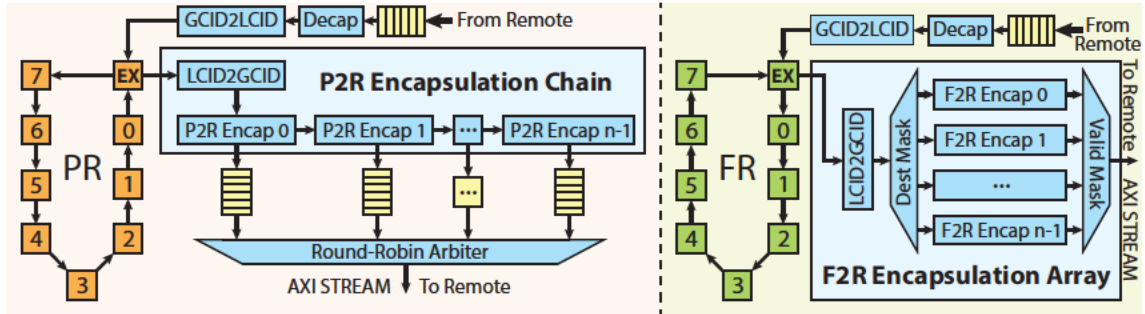 GCID2LCID
Decap
From Remote
7
EX
LCID2GCID
P2R Encapsulation Chain
6
0
P2R Encap 0
P2R Encap 1
...
P2R Encap n-1
PR
5
1
...
4
2
3
Round-Robin Arbiter
AXI STREAM
To Remote
GCID2LCID
Decap
From
Remote
7
EX
6
0
FR
5
1
4
2
3
LCID2GCID
Dest Mask
F2R Encap 0
F2R Encap 1
...
F2R Encap n-1
Valid Mask
F2R Encapsulation Array
To Remote
AXI STREAM